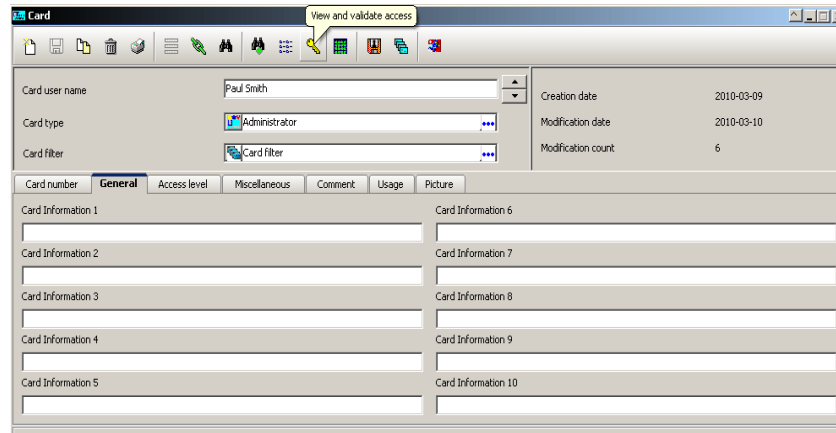 Card
View and validate access
Card user name
Paul Smith
Creation date
2010-03-09
Card type
Administrator
Modification date
2010-03-10
Card filter
Card filter
Modification count
6
Card number General Access level Miscellaneous Comment Usage Picture
Card Information 1
Card Information 6
Card Information 2
Card Information 7
Card Information 3
Card Information 8
Card Information 4
Card Information 9
Card Information 5
Card Information 10